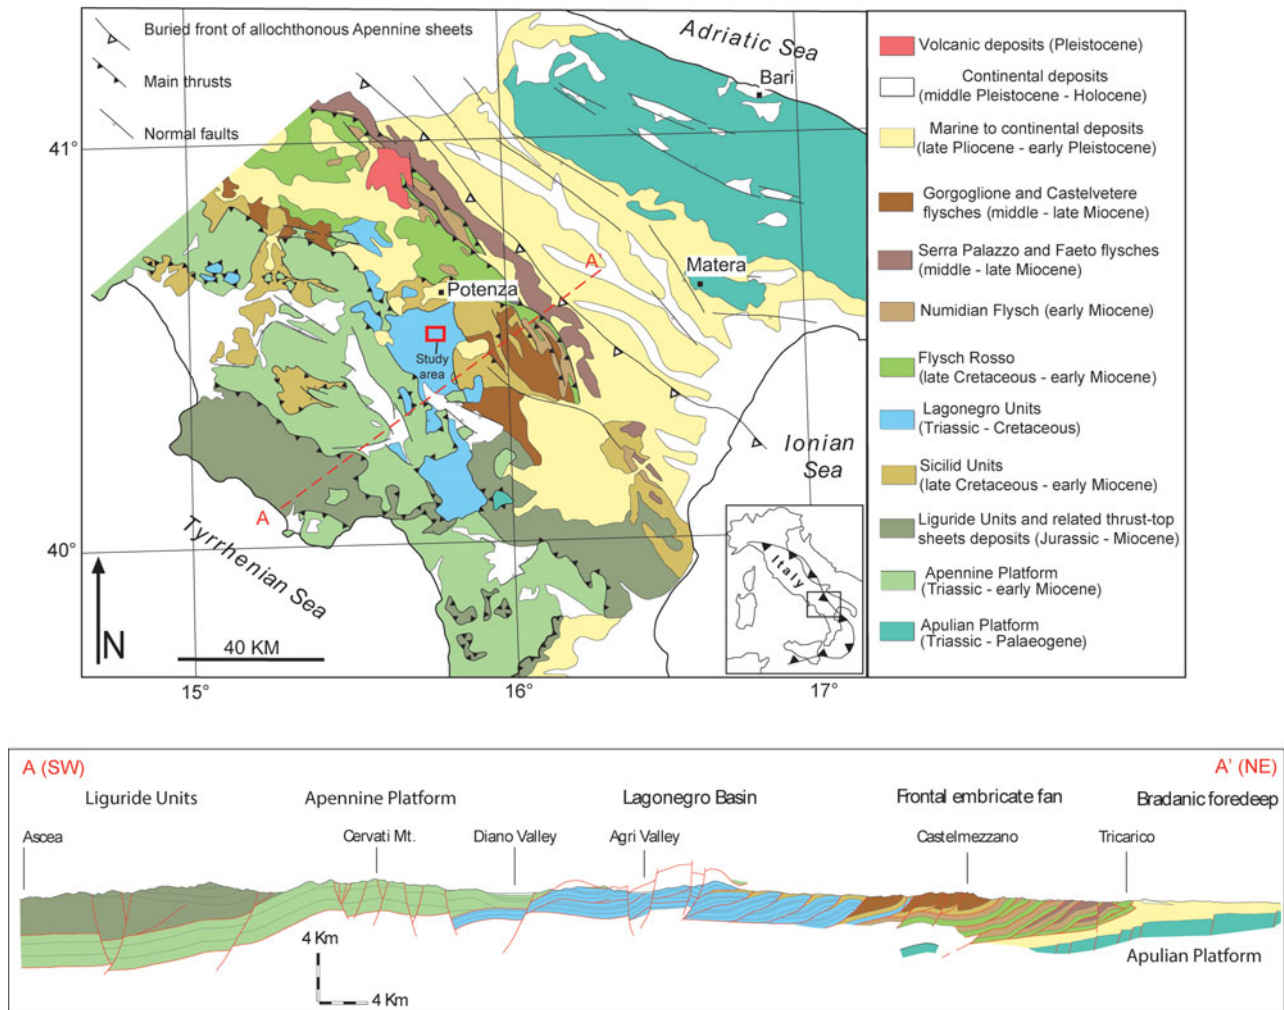 Buried front of allochthonous Apennine sheets
Main thrusts
Normal faults
Adriatic Sea
Bari
41°
A'
Matera
Potenza
Study
area
Ionian
Sea
A
Tyrrhenian Sea
40°
Italy
N
40 KM
15°
16°
17°
Volcanic deposits (Pleistocene)
Continental deposits
(middle Pleistocene - Holocene)
Marine to continental deposits
(late Pliocene - early Pleistocene)
Gorgoglione and Castelvetere
flysches (middle - late Miocene)
Serra Palazzo and Faeto flysches
(middle - late Miocene)
Numidian Flysch (early Miocene)
Flysch Rosso
(late Cretaceous - early Miocene)
Lagonegro Units
(Triassic - Cretaceous)
Sicilid Units
(late Cretaceous - early Miocene)
Liguride Units and related thrust-top
sheets deposits (Jurassic - Miocene)
Apennine Platform
(Triassic - early Miocene)
Apulian Platform
(Triassic - Palaeogene)
A (SW)
A' (NE)
Liguride Units
Apennine Platform
Lagonegro Basin
Frontal embricate fan
Bradanic foredeep
Ascea
Cervati Mt.
Diano Valley
Agri Valley
Castelmezzano
Tricarico
4 Km
4 Km
Apulian Platform